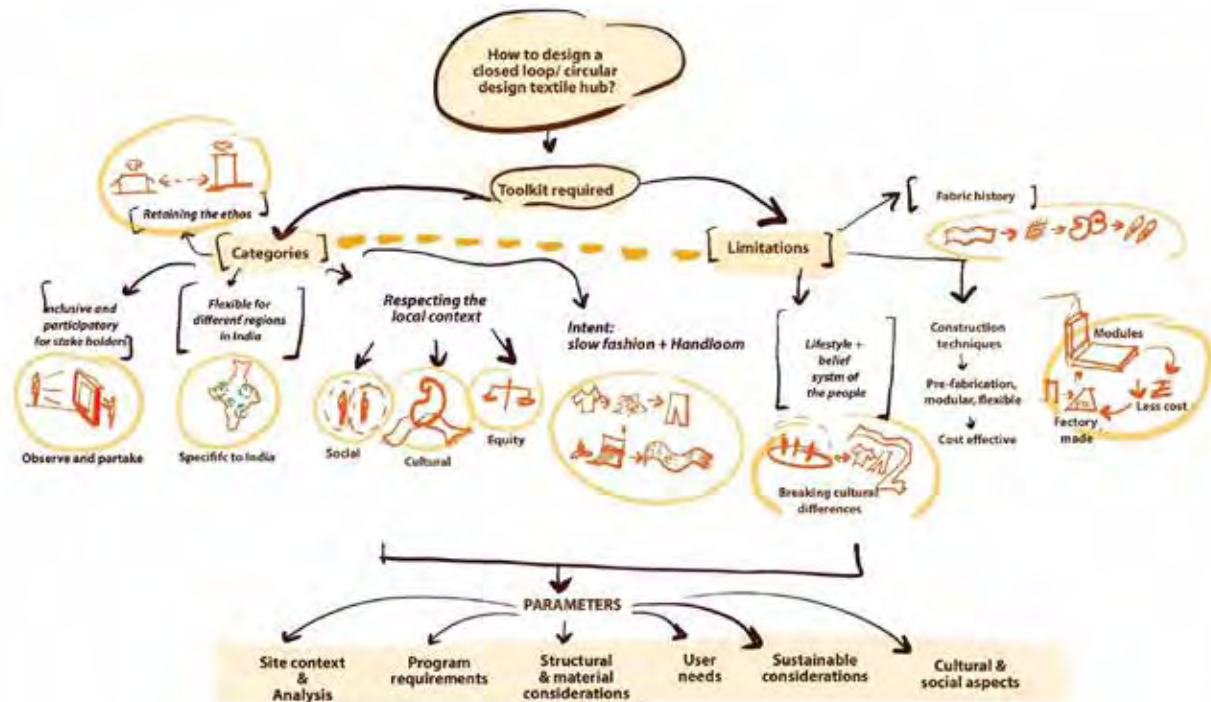 How to design a
closed loop/ circular
design textile hub?
Toolkit required
Retaining the ethos
Categories
Limitations
Fabric history
Inclusive and
participatory
for stake holders
Observe and partake
Flexible for
different regions
in India
Specififc to India
Respecting the
local context
Social
Cultural
Equity
Intent:
slow fashion + Handloom
Lifestyle +
belief
systm of
the people
Breaking cultural
differences
Construction
techniques
Pre-fabrication,
modular, flexible
Cost effective
Modules
Less cost
Factory
made
PARAMETERS
Site context
&
Analysis
Program
requirements
Structural
& material
considerations
User
needs
Sustainable
considerations
Cultural &
social aspects